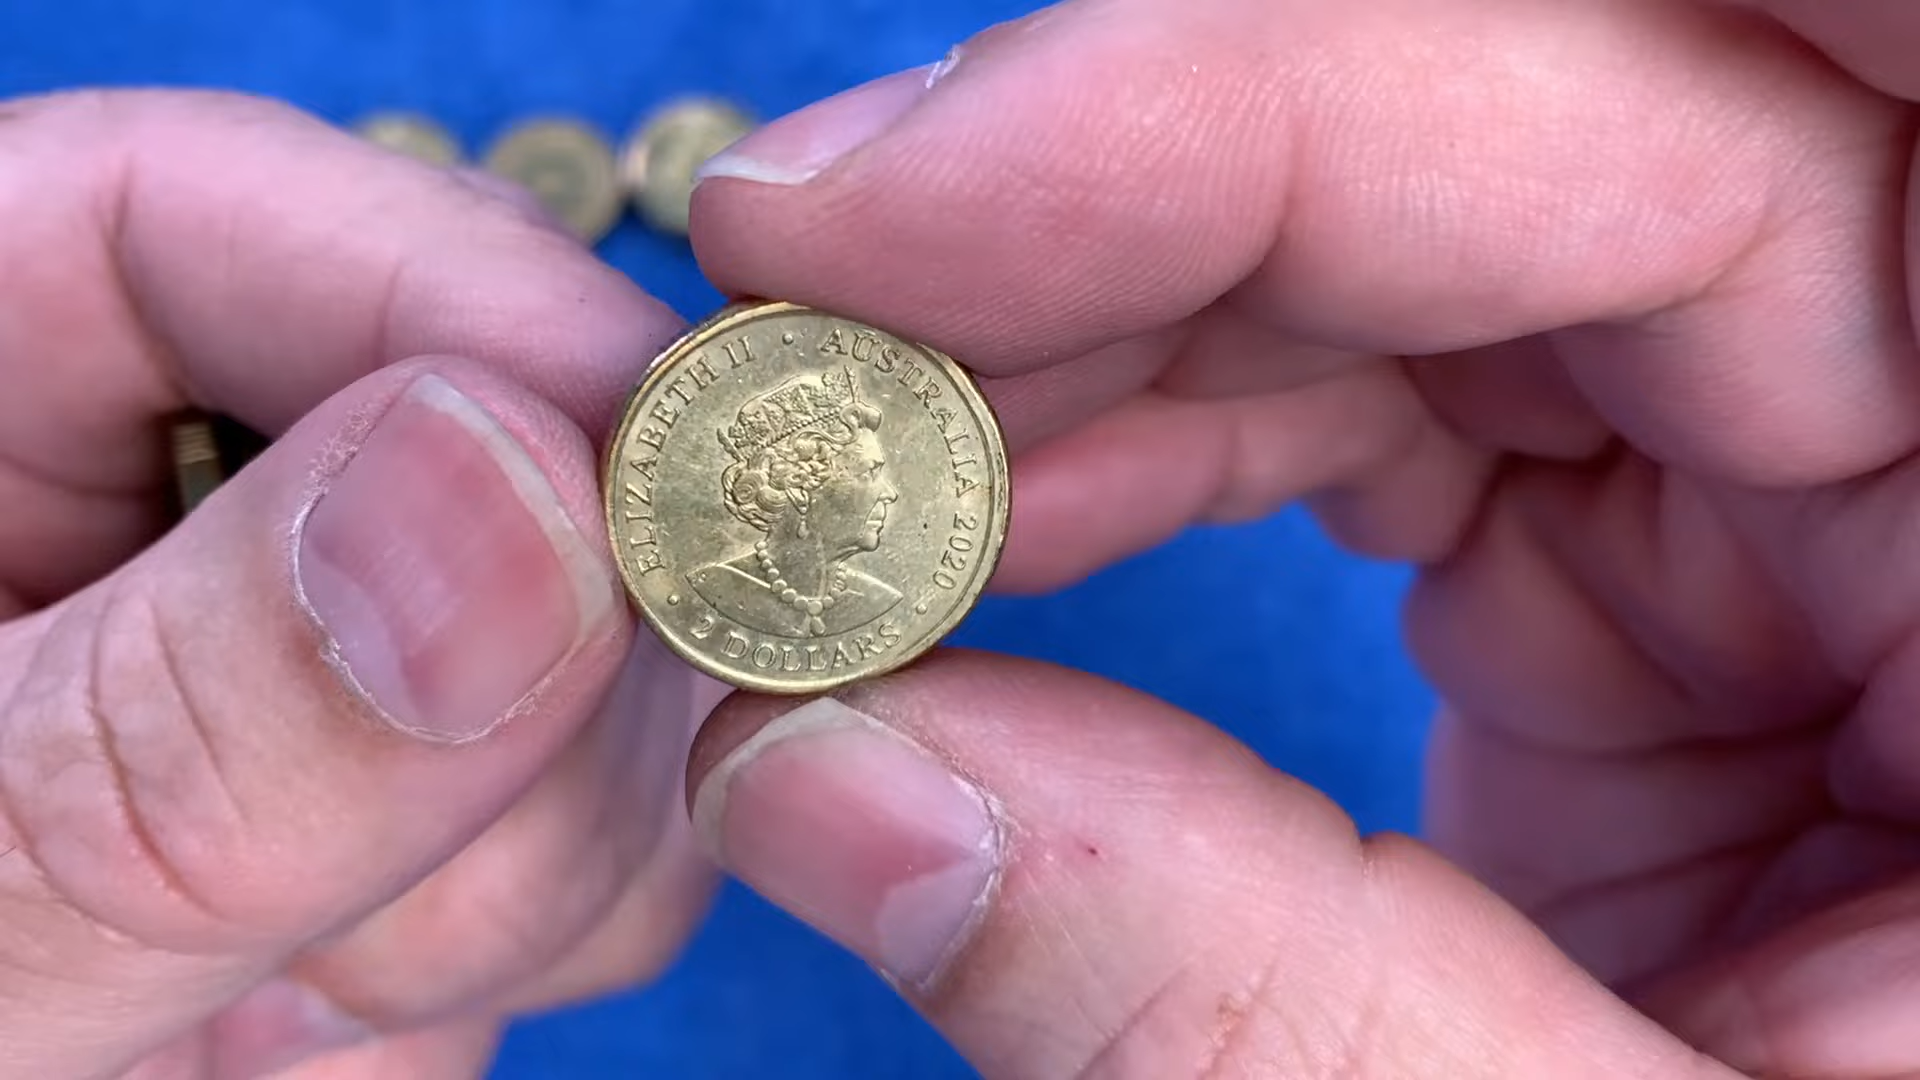 ELIZABETH II • AUSTRALIA 2020 •
2 DOLLARS •